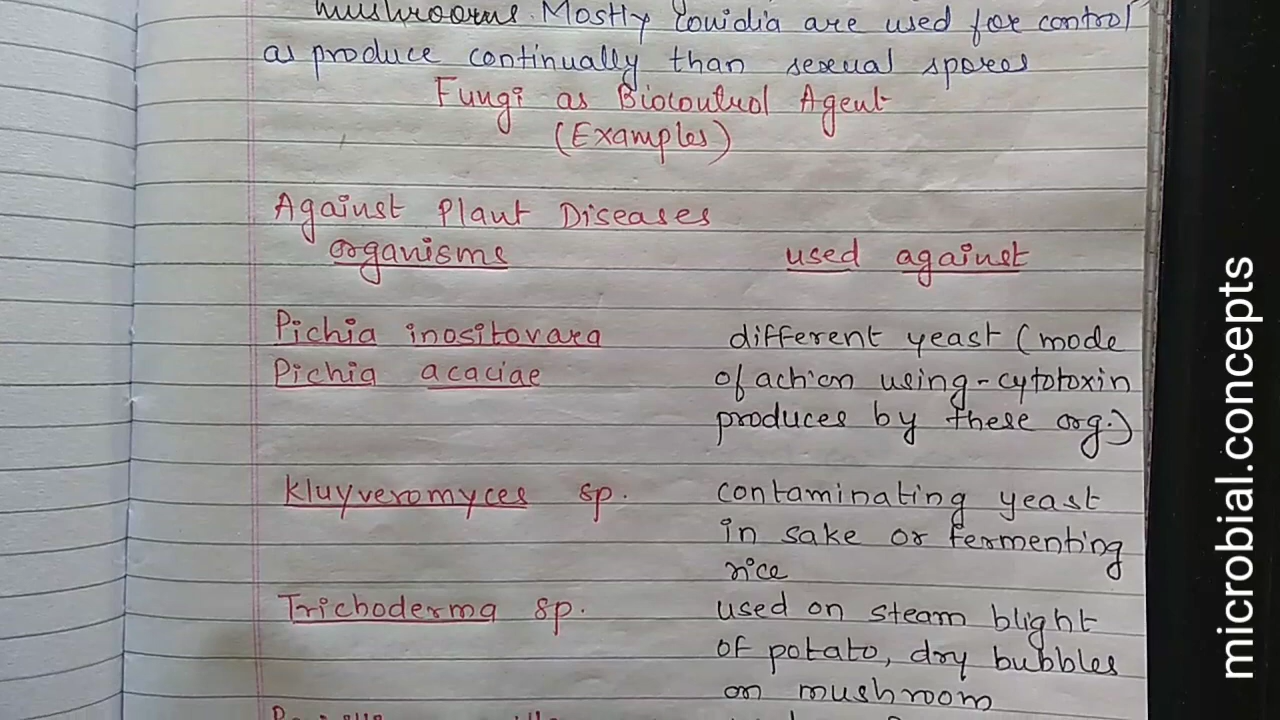 mushrooms. Mostly Conidia are used for control
as produce continually than sexual spores
Fungi as Biocontrol Agent
(Examples)
Against Plant Diseases
organisms used against
Pichia inositovara different yeast (mode
Pichia acaciae of action using-cytotoxin
produces by these org.)
Kluyveromyces sp. contaminating yeast
in sake or fermenting
rice
Trichoderma sp. used on steam blight
of potato, dry bubbles
on mushroom
microbial.concepts